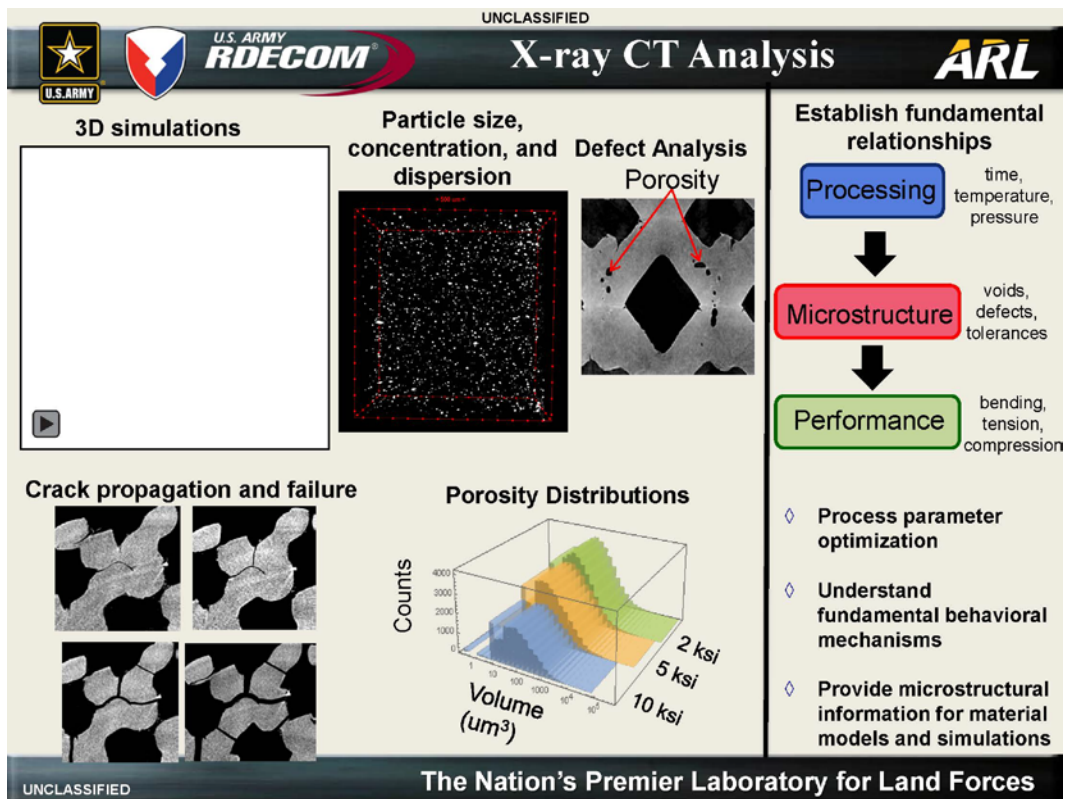 UNCLASSIFIED
U.S.ARMY
U.S. ARMY
RDECOM®
X-ray CT Analysis
ARL
3D simulations
Particle size,
concentration, and
dispersion
Defect Analysis
Porosity
Crack propagation and failure
Porosity Distributions
Counts
4000
3000
2000
1000
0
1
10
100
1000
10⁴
10⁵
Volume
(um³)
2 ksi
5 ksi
10 ksi
Establish fundamental
relationships
Processing
time,
temperature,
pressure
Microstructure
voids,
defects,
tolerances
Performance
bending,
tension,
compression
◊ Process parameter
optimization
◊ Understand
fundamental behavioral
mechanisms
◊ Provide microstructural
information for material
models and simulations
UNCLASSIFIED
The Nation's Premier Laboratory for Land Forces